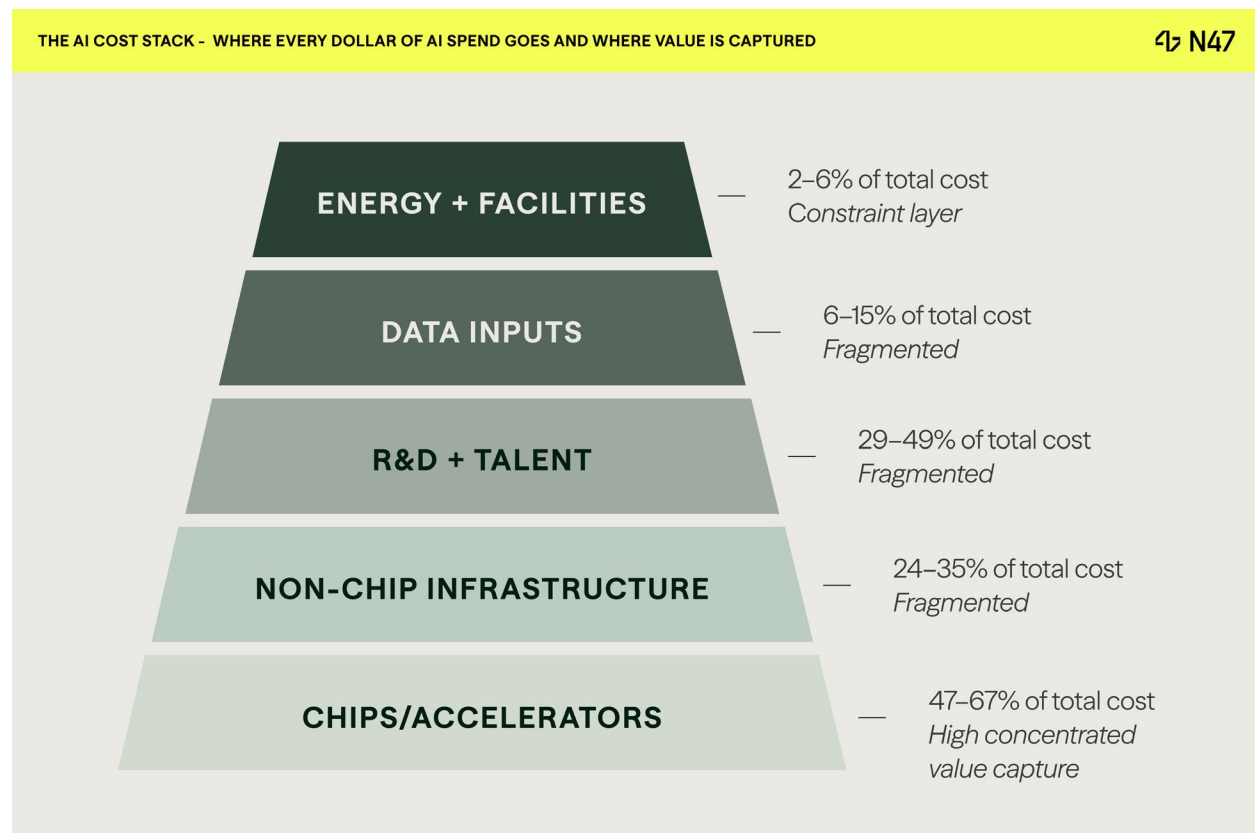 THE AI COST STACK - WHERE EVERY DOLLAR OF AI SPEND GOES AND WHERE VALUE IS CAPTURED
N47
ENERGY + FACILITIES
2–6% of total cost
Constraint layer
DATA INPUTS
6–15% of total cost
Fragmented
R&D + TALENT
29–49% of total cost
Fragmented
NON-CHIP INFRASTRUCTURE
24–35% of total cost
Fragmented
CHIPS/ACCELERATORS
47–67% of total cost
High concentrated
value capture